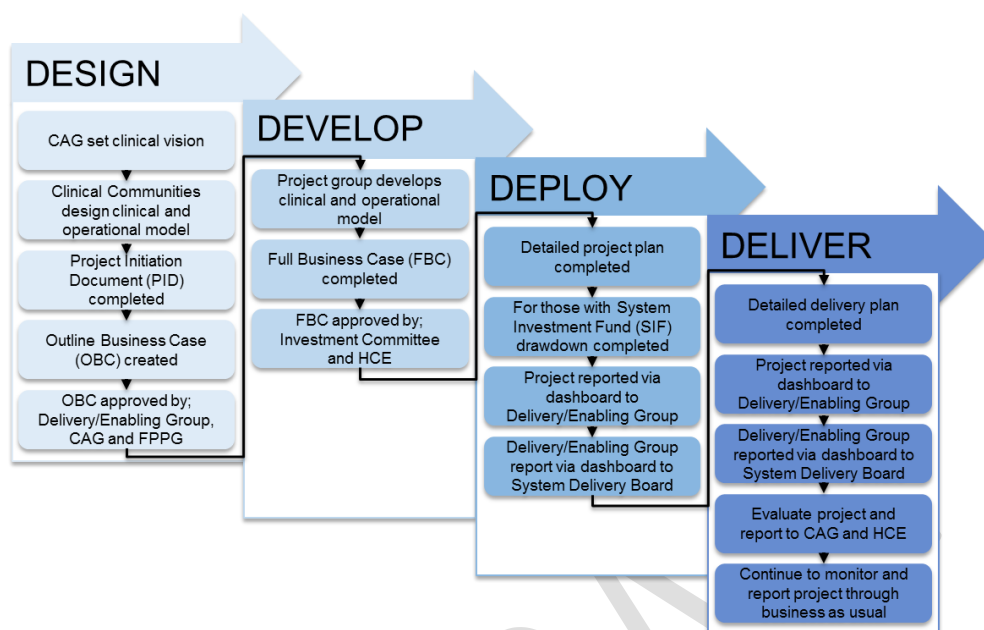 DESIGN
CAG set clinical vision
Clinical Communities
design clinical and
operational model
Project Initiation
Document (PID)
completed
Outline Business Case
(OBC) created
OBC approved by;
Delivery/Enabling Group,
CAG and FPPG
DEVELOP
Project group develops
clinical and operational
model
Full Business Case (FBC)
completed
FBC approved by;
Investment Committee
and HCE
DEPLOY
Detailed project plan
completed
For those with System
Investment Fund (SIF)
drawdown completed
Project reported via
dashboard to
Delivery/Enabling Group
Delivery/Enabling Group
report via dashboard to
System Delivery Board
DELIVER
Detailed delivery plan
completed
Project reported via
dashboard to
Delivery/Enabling Group
Delivery/Enabling Group
reported via dashboard to
System Delivery Board
Evaluate project and
report to CAG and HCE
Continue to monitor and
report project through
business as usual